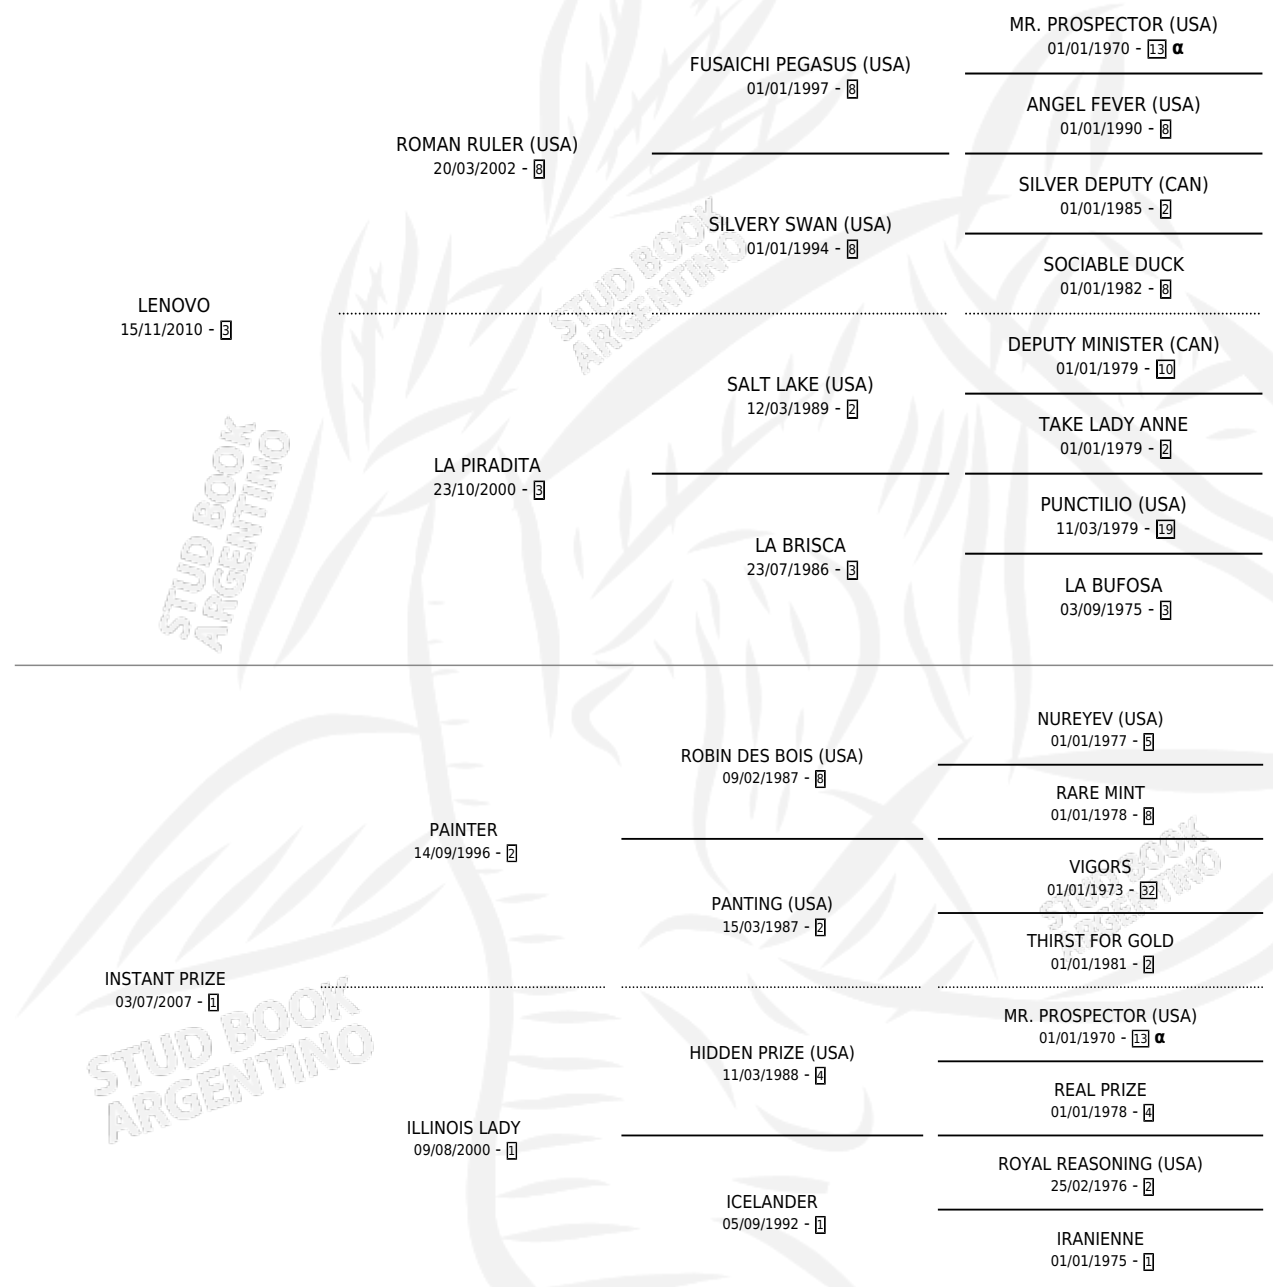 MR. PROSPECTOR (USA)
01/01/1970 - 13 α
FUSAICHI PEGASUS (USA)
01/01/1997 - 8
ANGEL FEVER (USA)
01/01/1990 - 8
ROMAN RULER (USA)
20/03/2002 - 8
SILVER DEPUTY (CAN)
01/01/1985 - 2
SILVERY SWAN (USA)
01/01/1994 - 8
SOCIABLE DUCK
01/01/1982 - 8
LENOVO
15/11/2010 - 3
DEPUTY MINISTER (CAN)
01/01/1979 - 10
SALT LAKE (USA)
12/03/1989 - 2
TAKE LADY ANNE
01/01/1979 - 2
LA PIRADITA
23/10/2000 - 3
PUNCTILIO (USA)
11/03/1979 - 19
LA BRISCA
23/07/1986 - 3
LA BUFOSA
03/09/1975 - 3
NUREYEV (USA)
01/01/1977 - 5
ROBIN DES BOIS (USA)
09/02/1987 - 8
RARE MINT
01/01/1978 - 8
PAINTER
14/09/1996 - 2
VIGORS
01/01/1973 - 32
PANTING (USA)
15/03/1987 - 2
THIRST FOR GOLD
01/01/1981 - 2
INSTANT PRIZE
03/07/2007 - 1
MR. PROSPECTOR (USA)
01/01/1970 - 13 α
HIDDEN PRIZE (USA)
11/03/1988 - 4
REAL PRIZE
01/01/1978 - 4
ILLINOIS LADY
09/08/2000 - 1
ROYAL REASONING (USA)
25/02/1976 - 2
ICELANDER
05/09/1992 - 1
IRANIENNE
01/01/1975 - 1
STUD BOOK
ARGENTINO
STUD BOOK
ARGENTINO
STUD BOOK
ARGENTINO
STUD BOOK
ARGENTINO